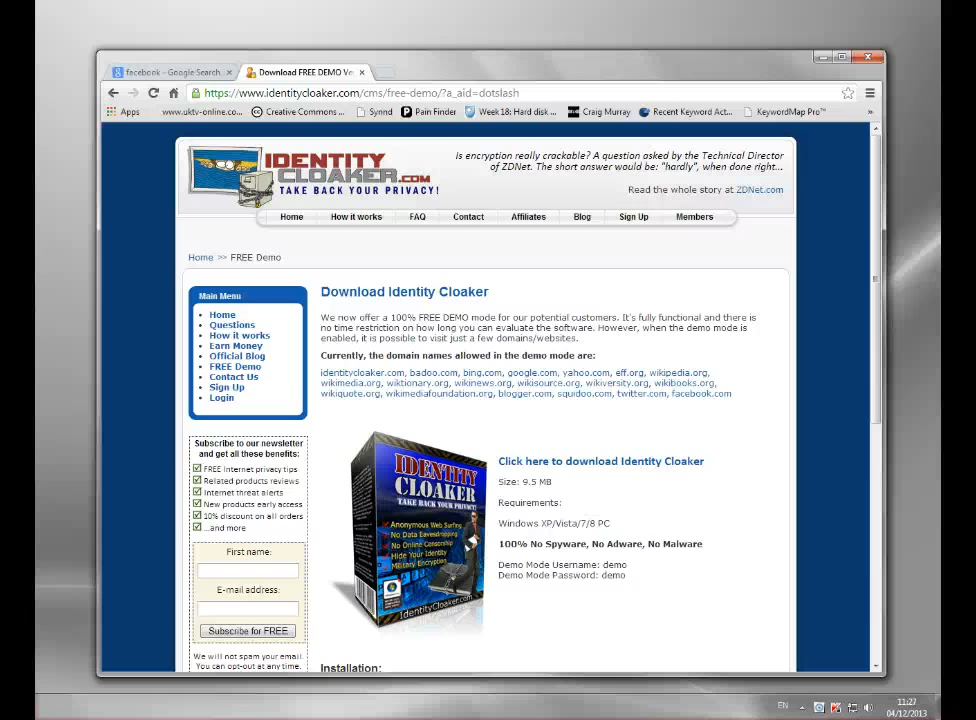 facebook - Google Search
Download FREE DEMO Ve
https://www.identitycloaker.com/cms/free-demo/?a_aid=dotslash
Apps www.uktv-online.co... Creative Commons ... Synnd Pain Finder Week 18: Hard disk ... Craig Murray Recent Keyword Act... KeywordMap Pro™ »
IDENTITY
CLOAKER.COM
TAKE BACK YOUR PRIVACY!
Is encryption really crackable? A question asked by the Technical Director
of ZDNet. The short answer would be: "hardly", when done right...
Read the whole story at ZDNet.com
Home How it works FAQ Contact Affiliates Blog Sign Up Members
Home >> FREE Demo
Main Menu
Home
Questions
How it works
Earn Money
Official Blog
FREE Demo
Contact Us
Sign Up
Login
Subscribe to our newsletter
and get all these benefits:
FREE Internet privacy tips
Related products reviews
Internet threat alerts
New products early access
10% discount on all orders
...and more
First name:
E-mail address:
Subscribe for FREE
We will not spam your email.
You can opt-out at any time.
Download Identity Cloaker
We now offer a 100% FREE DEMO mode for our potential customers. It's fully functional and there is
no time restriction on how long you can evaluate the software. However, when the demo mode is
enabled, it is possible to visit just a few domains/websites.
Currently, the domain names allowed in the demo mode are:
identitycloaker.com, badoo.com, bing.com, google.com, yahoo.com, eff.org, wikipedia.org,
wikimedia.org, wiktionary.org, wikinews.org, wikisource.org, wikiversity.org, wikibooks.org,
wikiquote.org, wikimediafoundation.org, blogger.com, squidoo.com, twitter.com, facebook.com
IDENTITY
CLOAKER
TAKE BACK YOUR PRIVACY!
Anonymous Web Surfing
No Data Eavesdropping
No Online Censorship
Hide Your Identity
Military Encryption
IdentityCloaker.com
Click here to download Identity Cloaker
Size: 9.5 MB
Requirements:
Windows XP/Vista/7/8 PC
100% No Spyware, No Adware, No Malware
Demo Mode Username: demo
Demo Mode Password: demo
Installation:
EN
11:27
04/12/2013